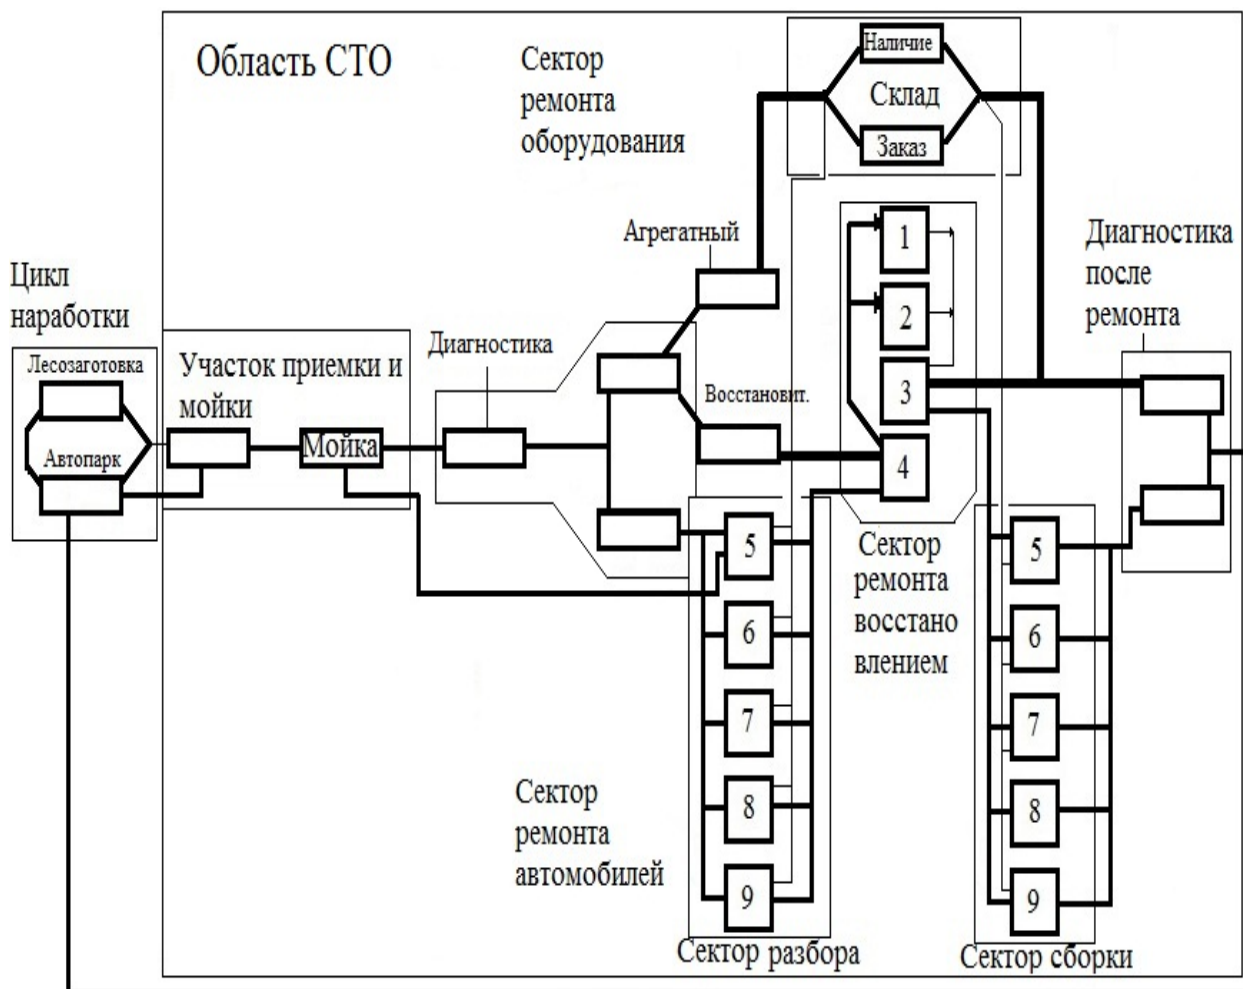 Область СТО
Сектор
ремонта
оборудования
Наличие
Склад
Заказ
Агрегатный
1
2
3
4
Диагностика
после
ремонта
Цикл
наработки
Лесозаготовка
Автопарк
Участок приемки и
мойки
Мойка
Диагностика
Восстановит.
Сектор
ремонта
восстано
влением
5
6
7
8
9
5
6
7
8
9
Сектор
ремонта
автомобилей
Сектор разбора
Сектор сборки